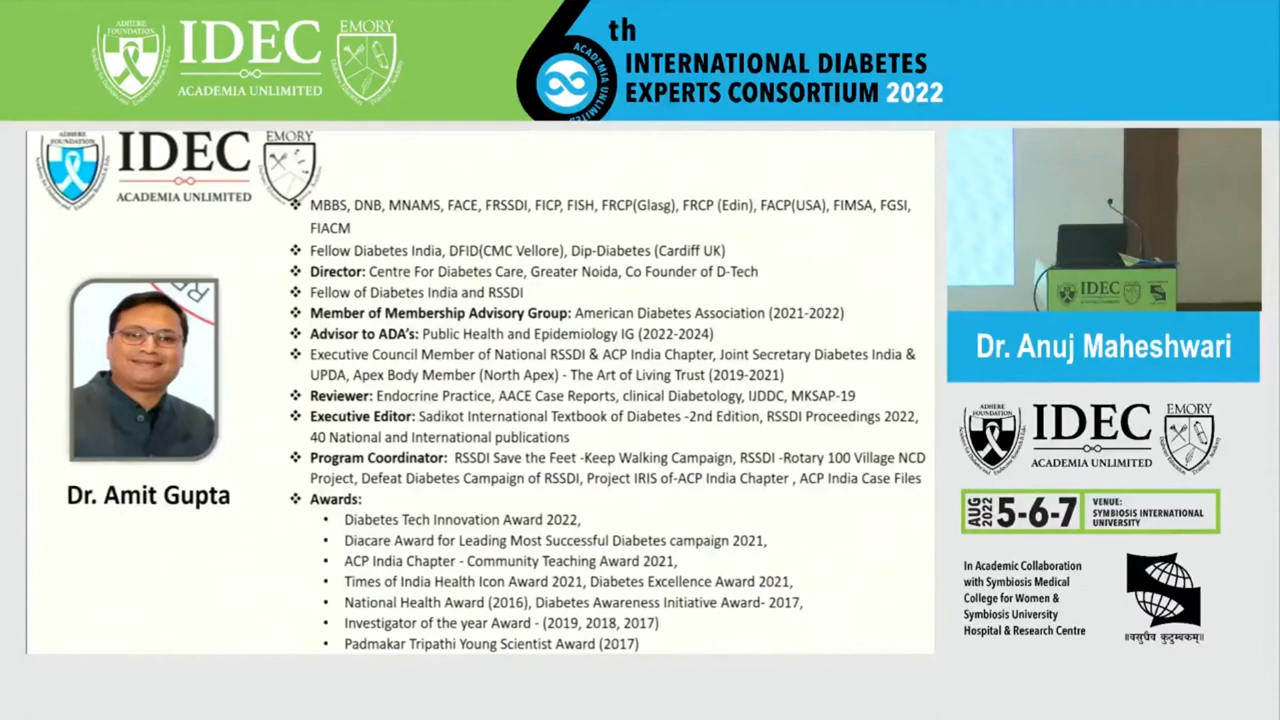 ADHERE
FOUNDATION
IDEC
ACADEMIA UNLIMITED
EMORY
6th
ACADEMIA UNLIMITED
INTERNATIONAL DIABETES
EXPERTS CONSORTIUM 2022
ADHERE
FOUNDATION
IDEC
ACADEMIA UNLIMITED
EMORY
❖ MBBS, DNB, MNAMS, FACE, FRSSDI, FICP, FISH, FRCP(Glasg), FRCP (Edin), FACP(USA), FIMSA, FGSI,
FIACM
❖ Fellow Diabetes India, DFID(CMC Vellore), Dip-Diabetes (Cardiff UK)
❖ Director: Centre For Diabetes Care, Greater Noida, Co Founder of D-Tech
❖ Fellow of Diabetes India and RSSDI
❖ Member of Membership Advisory Group: American Diabetes Association (2021-2022)
❖ Advisor to ADA's: Public Health and Epidemiology IG (2022-2024)
❖ Executive Council Member of National RSSDI & ACP India Chapter, Joint Secretary Diabetes India &
UPDA, Apex Body Member (North Apex) - The Art of Living Trust (2019-2021)
❖ Reviewer: Endocrine Practice, AACE Case Reports, clinical Diabetology, IJDDC, MKSAP-19
❖ Executive Editor: Sadikot International Textbook of Diabetes -2nd Edition, RSSDI Proceedings 2022,
40 National and International publications
❖ Program Coordinator: RSSDI Save the Feet -Keep Walking Campaign, RSSDI -Rotary 100 Village NCD
Project, Defeat Diabetes Campaign of RSSDI, Project IRIS of-ACP India Chapter , ACP India Case Files
❖ Awards:
• Diabetes Tech Innovation Award 2022,
• Diacare Award for Leading Most Successful Diabetes campaign 2021,
• ACP India Chapter - Community Teaching Award 2021,
• Times of India Health Icon Award 2021, Diabetes Excellence Award 2021,
• National Health Award (2016), Diabetes Awareness Initiative Award- 2017,
• Investigator of the year Award - (2019, 2018, 2017)
• Padmakar Tripathi Young Scientist Award (2017)
Dr. Amit Gupta
IDEC
Dr. Anuj Maheshwari
ADHERE
FOUNDATION
IDEC
ACADEMIA UNLIMITED
EMORY
AUG
2022
5-6-7
VENUE:
SYMBIOSIS INTERNATIONAL
UNIVERSITY
In Academic Collaboration
with Symbiosis Medical
College for Women &
Symbiosis University
Hospital & Research Centre
॥वसुधैव कुटुम्बकम्॥